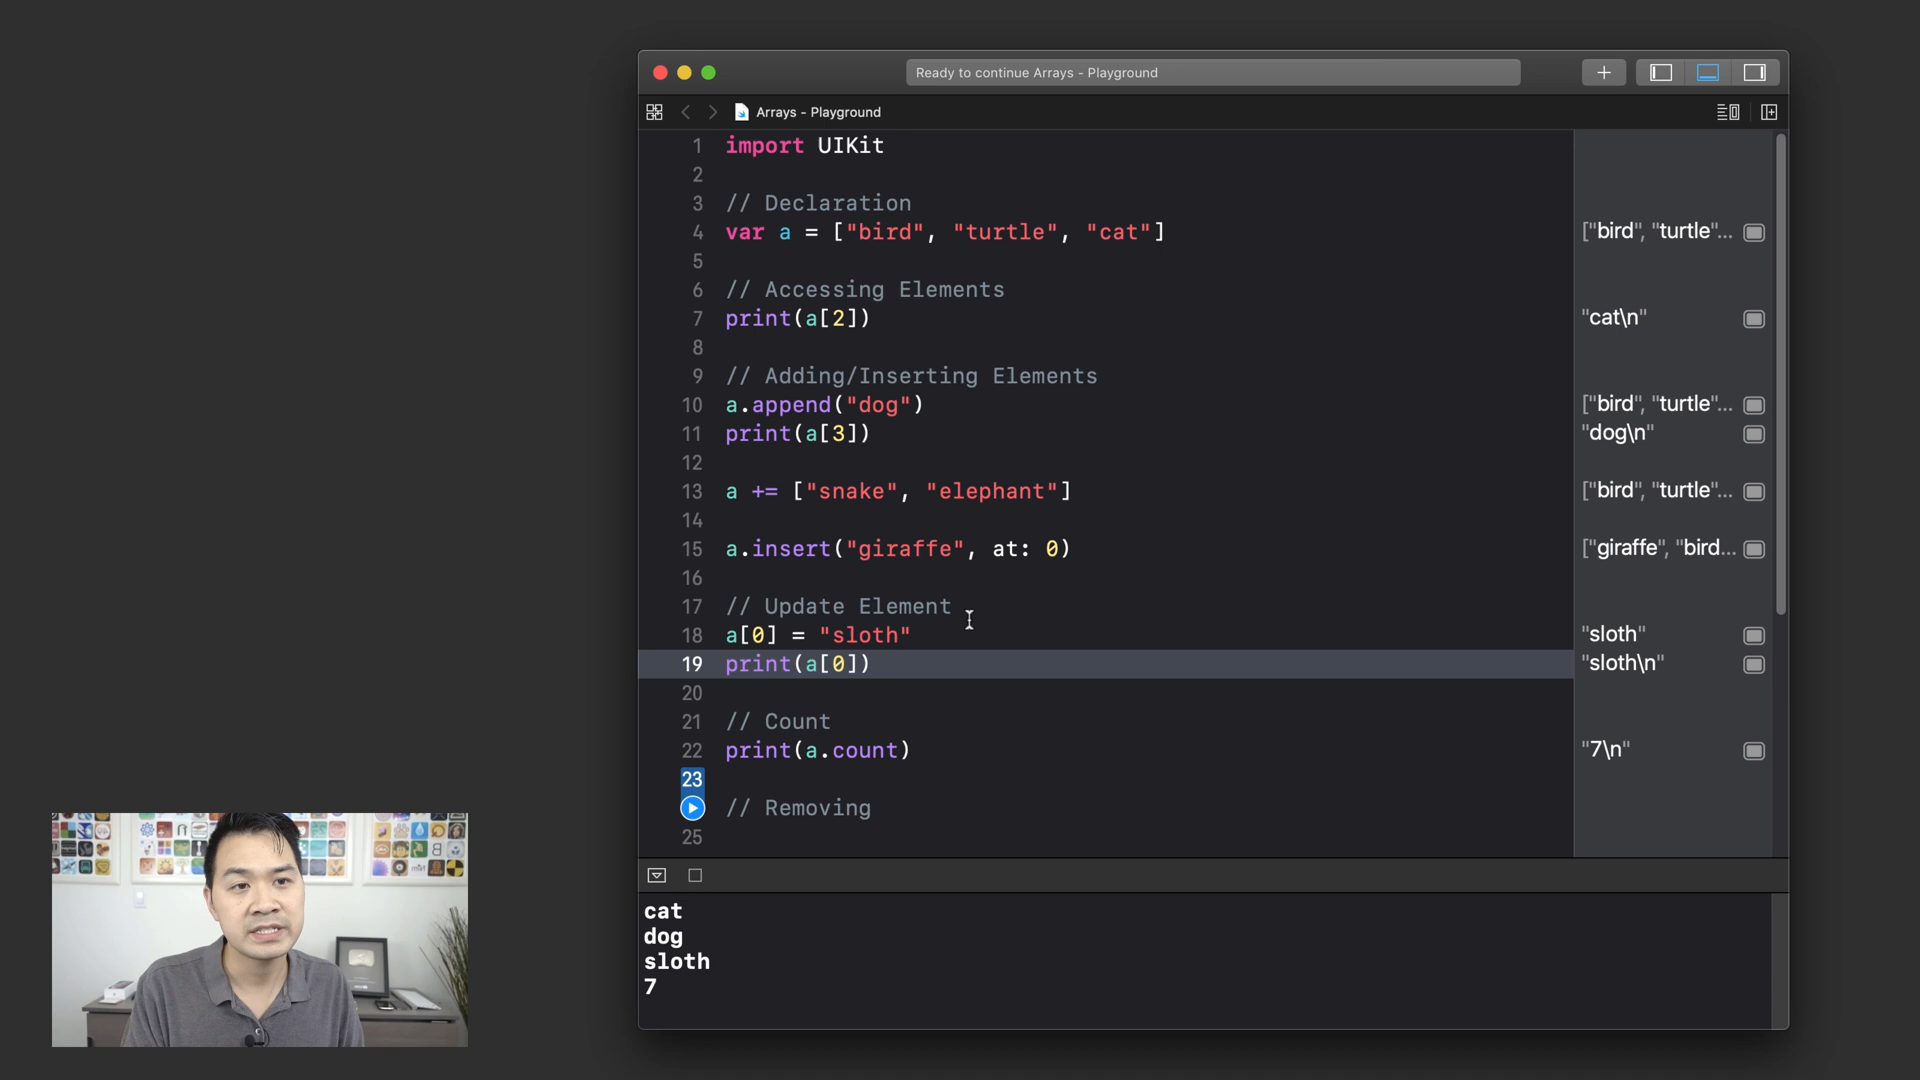 Ready to continue Arrays - Playground
Arrays - Playground
1 import UIKit
2
3 // Declaration
4 var a = ["bird", "turtle", "cat"] ["bird", "turtle"...
5
6 // Accessing Elements
7 print(a[2]) "cat\n"
8
9 // Adding/Inserting Elements
10 a.append("dog") ["bird", "turtle"...
11 print(a[3]) "dog\n"
12
13 a += ["snake", "elephant"] ["bird", "turtle"...
14
15 a.insert("giraffe", at: 0) ["giraffe", "bird...
16
17 // Update Element
18 a[0] = "sloth" "sloth"
19 print(a[0]) "sloth\n"
20
21 // Count
22 print(a.count) "7\n"
23
// Removing
25
cat
dog
sloth
7